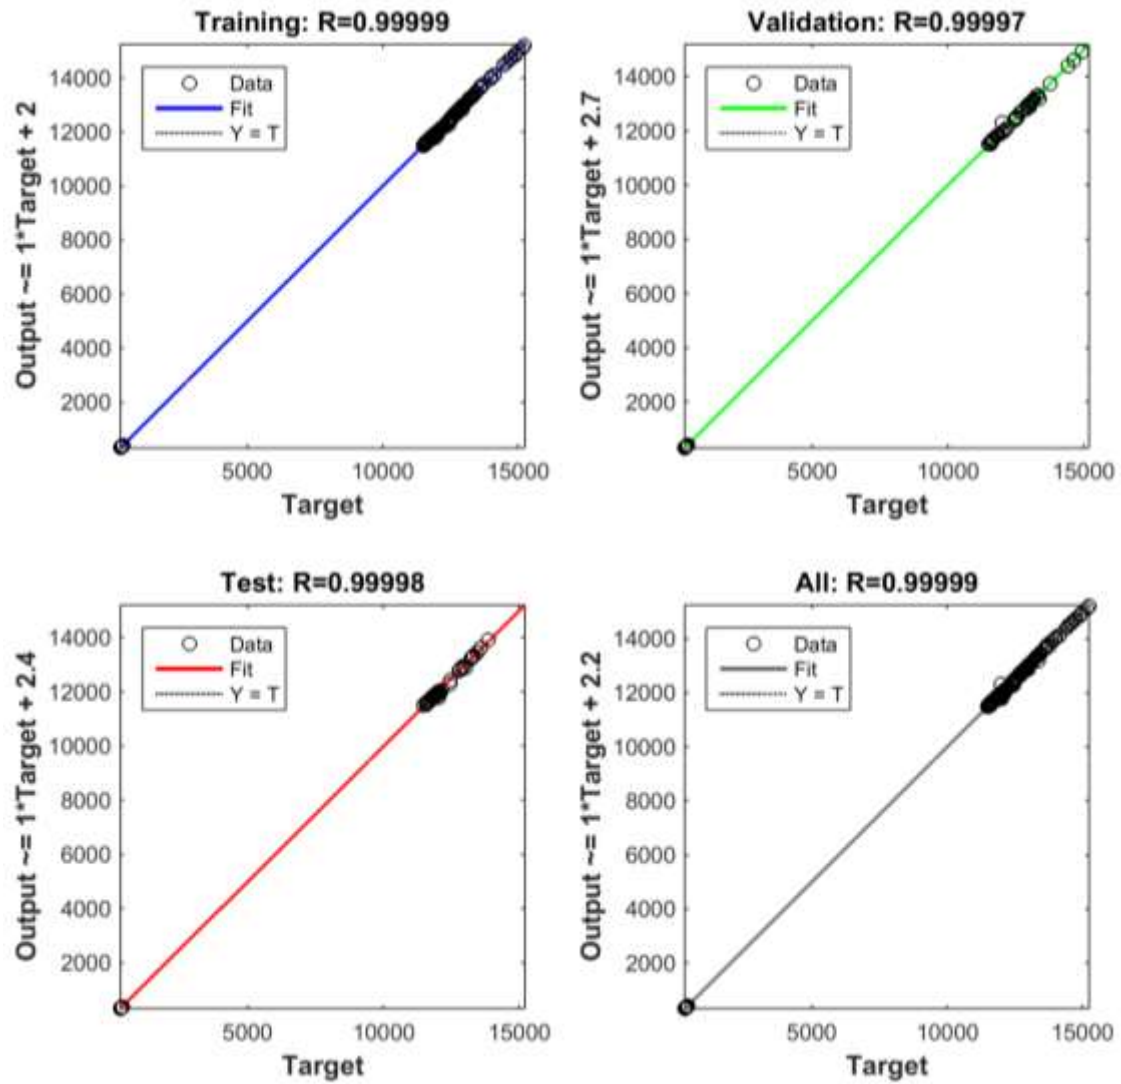 Training: R=0.99999
Output ~= 1*Target + 2
14000
12000
10000
8000
6000
4000
2000
Data
Fit
Y = T
5000 10000 15000
Target
Validation: R=0.99997
Output ~= 1*Target + 2.7
14000
12000
10000
8000
6000
4000
2000
Data
Fit
Y = T
5000 10000 15000
Target
Test: R=0.99998
Output ~= 1*Target + 2.4
14000
12000
10000
8000
6000
4000
2000
Data
Fit
Y = T
5000 10000 15000
Target
All: R=0.99999
Output ~= 1*Target + 2.2
14000
12000
10000
8000
6000
4000
2000
Data
Fit
Y = T
5000 10000 15000
Target